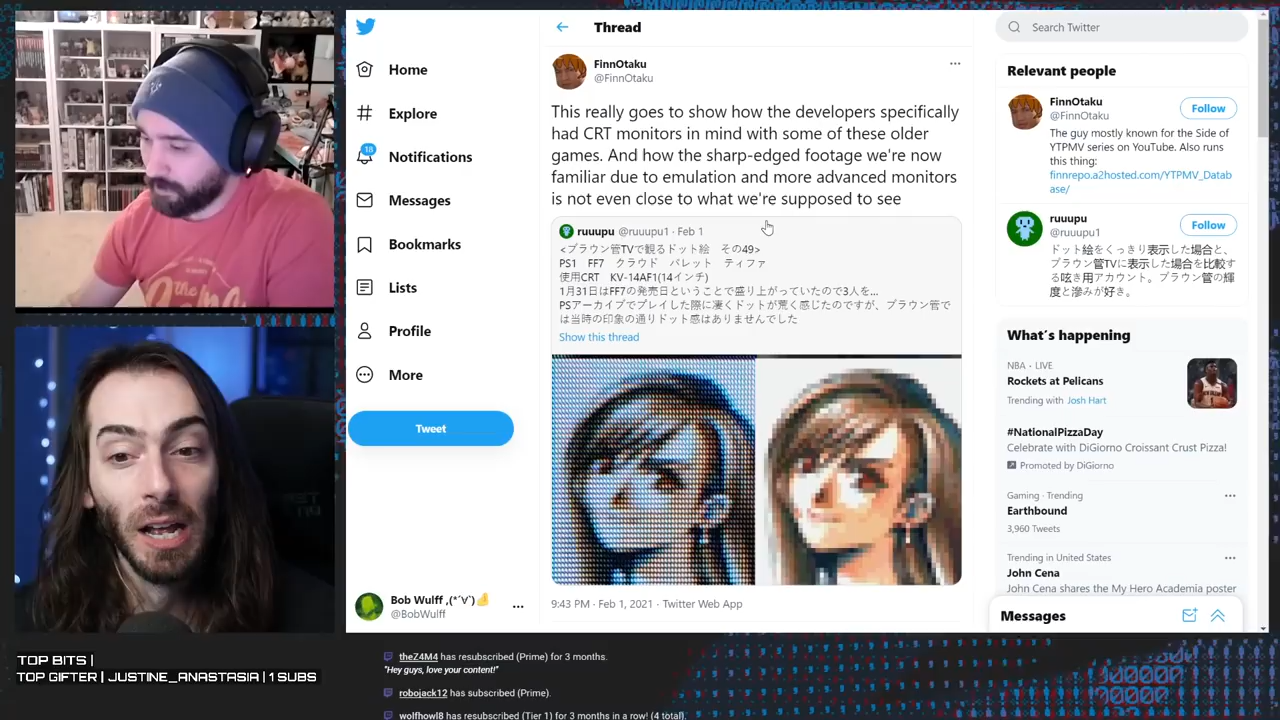 Home
Explore
18
Notifications
Messages
Bookmarks
Lists
Profile
More
Tweet
Bob Wulff ,(*´∀`)👍
@BobWulff
Thread
FinnOtaku
@FinnOtaku
This really goes to show how the developers specifically
had CRT monitors in mind with some of these older
games. And how the sharp-edged footage we're now
familiar due to emulation and more advanced monitors
is not even close to what we're supposed to see
ruuupu @ruuupu1 · Feb 1
<ブラウン管TVで観るドット絵　その49>
PS1　FF7　クラウド　バレット　ティファ
使用CRT　KV-14AF1(14インチ)
1月31日はFF7の発売日ということで盛り上がっていたので3人を...
PSアーカイブでプレイした際に凄くドットが荒く感じたのですが、ブラウン管で
は当時の印象の通りドット感はありませんでした
Show this thread
9:43 PM · Feb 1, 2021 · Twitter Web App
Search Twitter
Relevant people
FinnOtaku
@FinnOtaku
Follow
The guy mostly known for the Side of
YTPMV series on YouTube. Also runs
this thing:
finnrepo.a2hosted.com/YTPMV_Datab
ase/
ruuupu
@ruuupu1
Follow
ドット絵をくっきり表示した場合と、
ブラウン管TVに表示した場合を比較す
る呟き用アカウント。ブラウン管の輝
度と滲みが好き。
What's happening
NBA · LIVE
Rockets at Pelicans
Trending with Josh Hart
#NationalPizzaDay
Celebrate with DiGiorno Croissant Crust Pizza!
Promoted by DiGiorno
Gaming · Trending
Earthbound
3,960 Tweets
Trending in United States
John Cena
John Cena shares the My Hero Academia poster
Messages
TOP BITS |
TOP GIFTER | JUSTINE_ANASTASIA | 1 SUBS
theZ4M4 has resubscribed (Prime) for 3 months.
"Hey guys, love your content!"
robojack12 has subscribed (Prime).
wolfhowl8 has resubscribed (Tier 1) for 3 months in a row! (4 total).